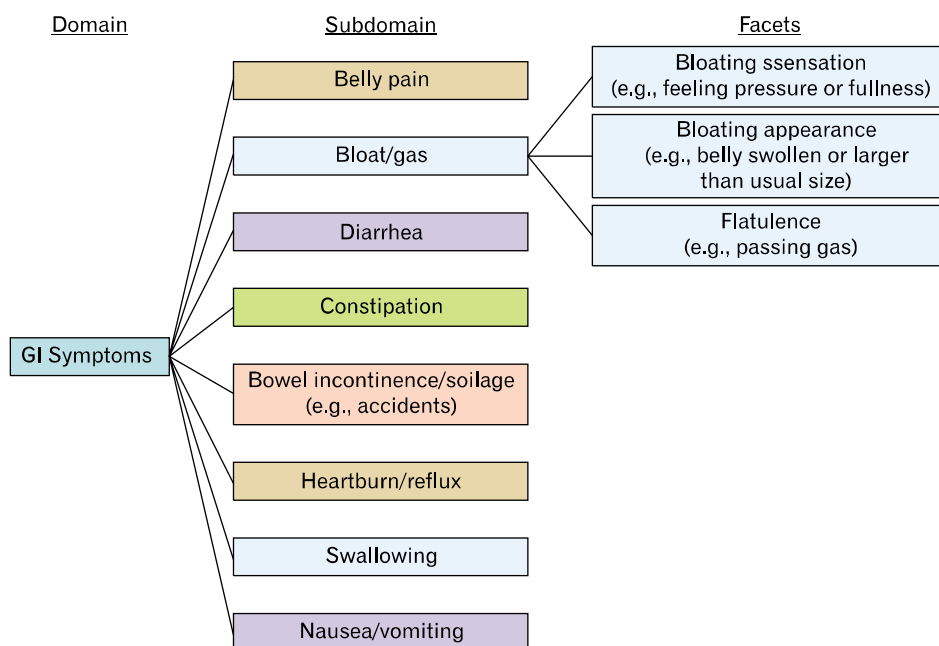 Domain
Subdomain
Facets
GI Symptoms
Belly pain
Bloat/gas
Diarrhea
Constipation
Bowel incontinence/soilage
(e.g., accidents)
Heartburn/reflux
Swallowing
Nausea/vomiting
Bloating ssensation
(e.g., feeling pressure or fullness)
Bloating appearance
(e.g., belly swollen or larger
than usual size)
Flatulence
(e.g., passing gas)